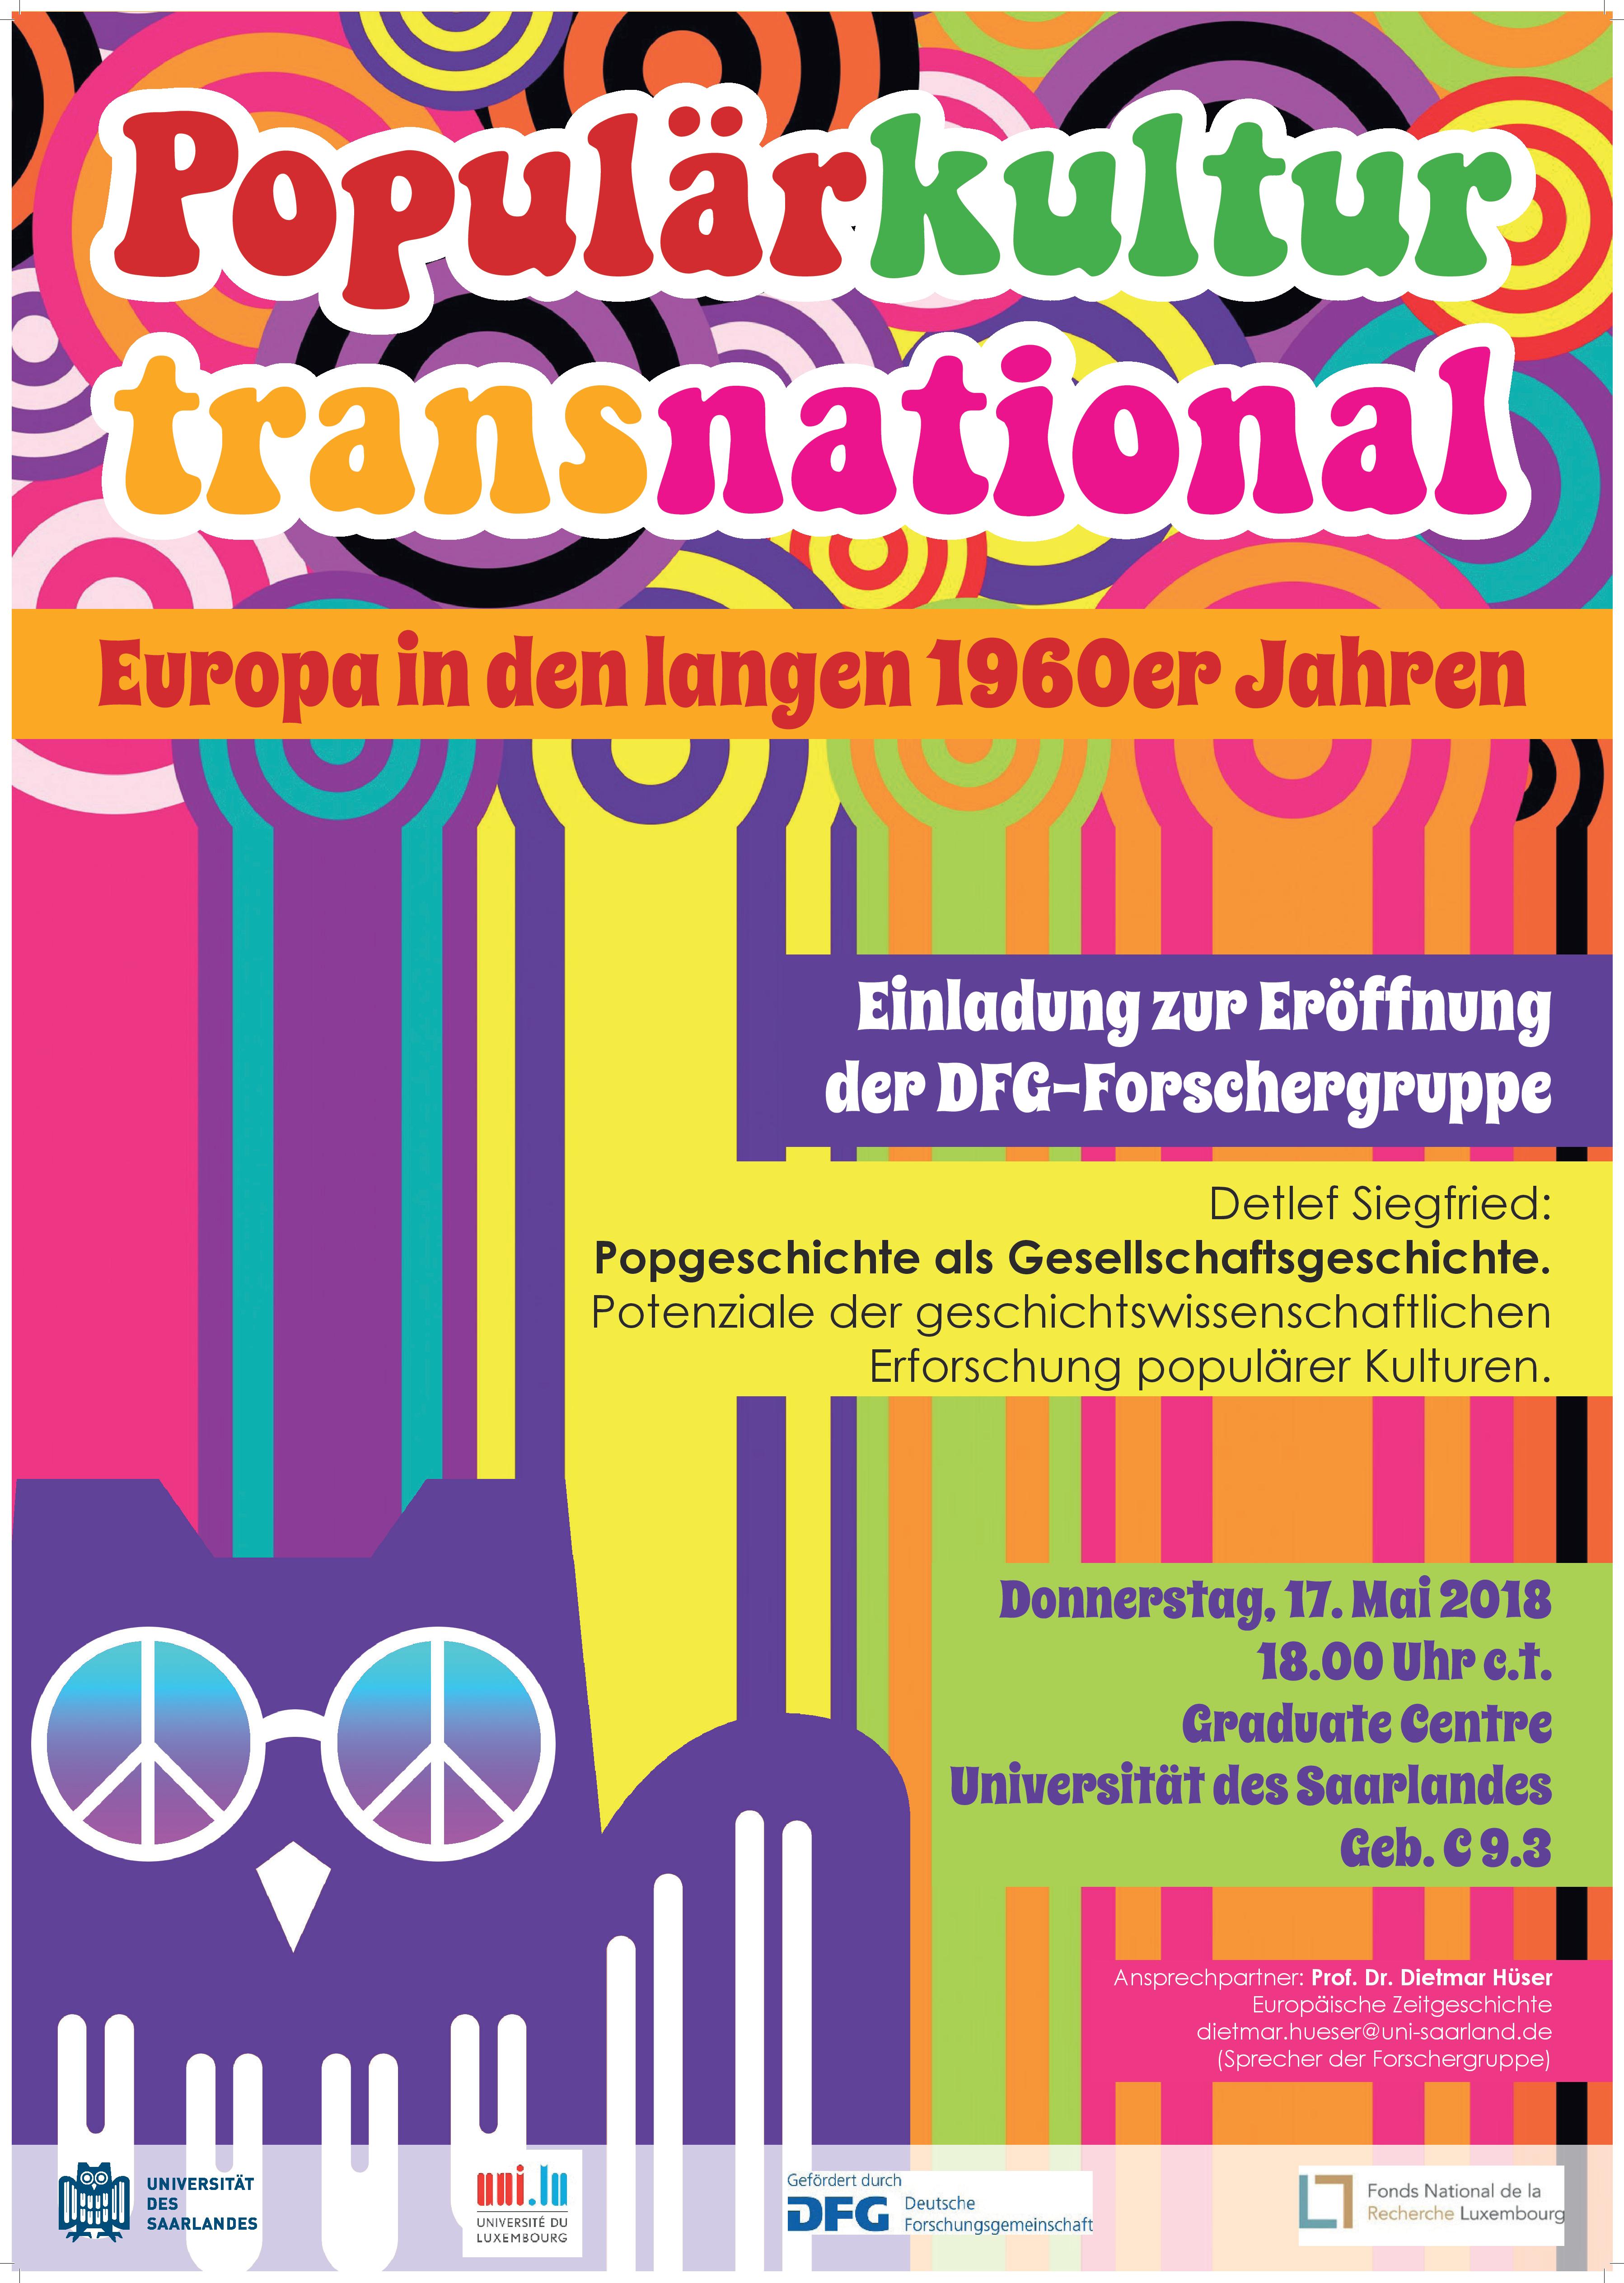 Populärkultur
transnational
Europa in den langen 1960er Jahren
Einladung zur Eröffnung
der DFG-Forschergruppe
Detlef Siegfried:
Popgeschichte als Gesellschaftsgeschichte.
Potenziale der geschichtswissenschaftlichen
Erforschung populärer Kulturen.
Donnerstag, 17. Mai 2018
18.00 Uhr c.t.
Graduate Centre
Universität des Saarlandes
Geb. C 9.3
Ansprechpartner: Prof. Dr. Dietmar Hüser
Europäische Zeitgeschichte
dietmar.hueser@uni-saarland.de
(Sprecher der Forschergruppe)
UNIVERSITÄT
DES
SAARLANDES
uni.lu
UNIVERSITÉ DU
LUXEMBOURG
Gefördert durch
DFG Deutsche
Forschungsgemeinschaft
Fonds National de la
Recherche Luxembourg